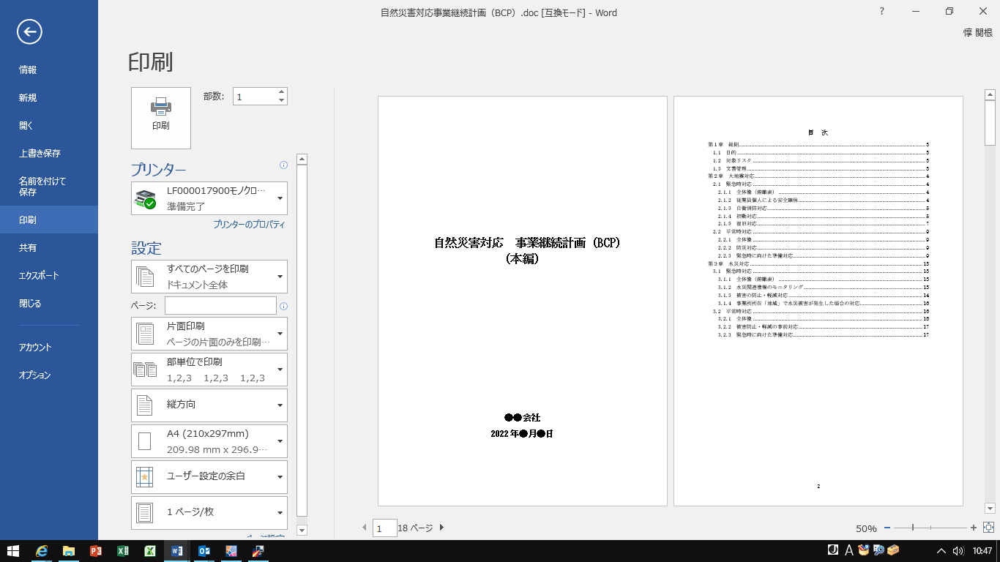 自然災害対応事業継続計画（BCP）.doc [互換モード] - Word
?
惇 関根
情報
新規
開く
上書き保存
名前を付けて
保存
印刷
共有
エクスポート
閉じる
アカウント
オプション
印刷
印刷
部数: 1
プリンター
LF000017900モノクロ…
準備完了
プリンターのプロパティ
設定
すべてのページを印刷
ドキュメント全体
ページ:
片面印刷
ページの片面のみを印刷…
部単位で印刷
1,2,3 1,2,3 1,2,3
縦方向
A4 (210x297mm)
209.98 mm x 296.9…
ユーザー設定の余白
1 ページ/枚
ページ設定
自然災害対応　事業継続計画（BCP）
（本編）
●●会社
2022 年●月●日
目　次
第１章　総則 3
1.1　目的 3
1.2　対象リスク 3
1.3　文書管理 3
第２章　大地震対応 4
2.1　緊急時対応 4
2.1.1　全体像（俯瞰表） 4
2.1.2　従業員個人による安全確保 4
2.1.3　自衛消防対応 5
2.1.4　初動対応 5
2.1.5　復旧対応 7
2.2　平常時対応 9
2.2.1　全体像 9
2.2.2　防災対応 9
2.2.3　緊急時に向けた準備対応 9
第３章　水災対応 13
3.1　緊急時対応 13
3.1.1　全体像（俯瞰表） 13
3.1.2　水災関連情報のモニタリング 13
3.1.3　被害の防止・軽減対応 14
3.1.4　事業所所在「地域」で水災被害が発生した場合の対応 16
3.2　平常時対応 16
3.2.1　全体像 16
3.2.2　被害防止・軽減の事前対応 17
3.2.3　緊急時に向けた準備対応 17
2
1 18 ページ
50%
A
10:47